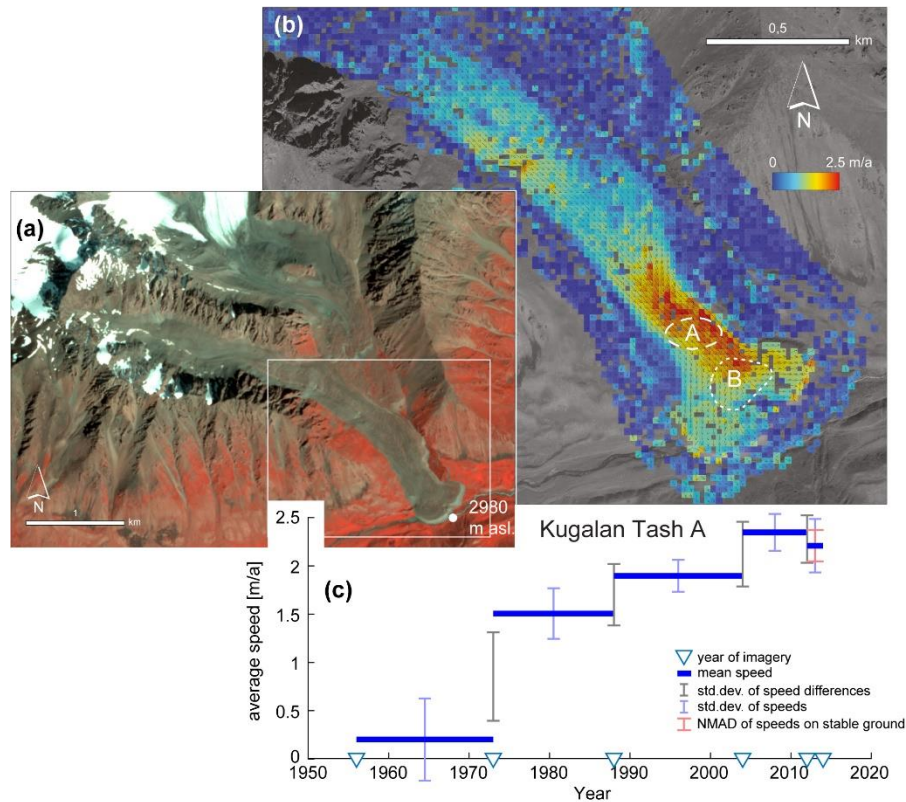 (b)
0,5
km
N
0
2.5 m/a
A
B
(a)
N
1
km
2980
m asl.
Kugalan Tash A
(c)
average speed [m/a]
2.5
2
1.5
1
0.5
0
year of imagery
mean speed
std.dev. of speed differences
std.dev. of speeds
NMAD of speeds on stable ground
1950 1960 1970 1980 1990 2000 2010 2020
Year